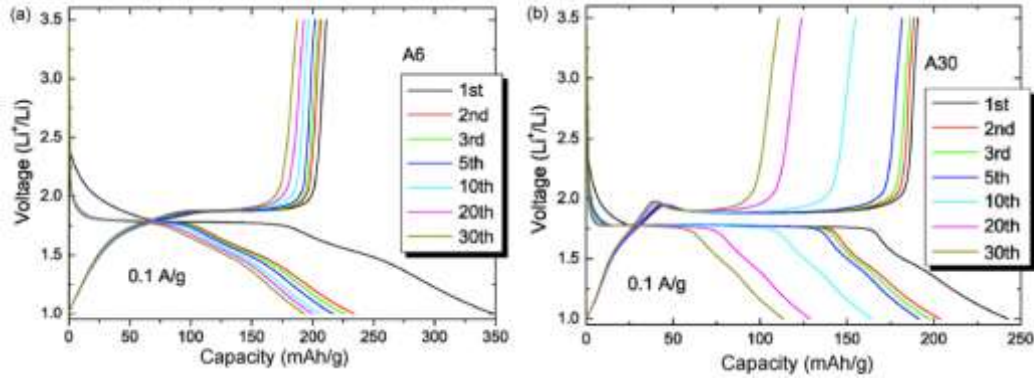 (a)
3.5
3.0
2.5
2.0
1.5
1.0
Voltage (Li⁺/Li)
A6
1st
2nd
3rd
5th
10th
20th
30th
0.1 A/g
0 50 100 150 200 250 300 350
Capacity (mAh/g)
(b)
3.5
3.0
2.5
2.0
1.5
1.0
Voltage (Li⁺/Li)
A30
1st
2nd
3rd
5th
10th
20th
30th
0.1 A/g
0 50 100 150 200 250
Capacity (mAh/g)